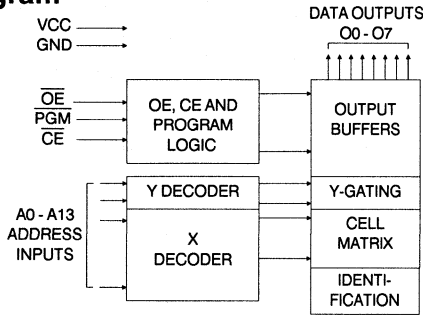 DATA OUTPUTS
O0 - O7
VCC
GND
OE
PGM
CE
OE, CE AND
PROGRAM
LOGIC
OUTPUT
BUFFERS
A0 - A13
ADDRESS
INPUTS
Y DECODER
X
DECODER
Y-GATING
CELL
MATRIX
IDENTI-
FICATION